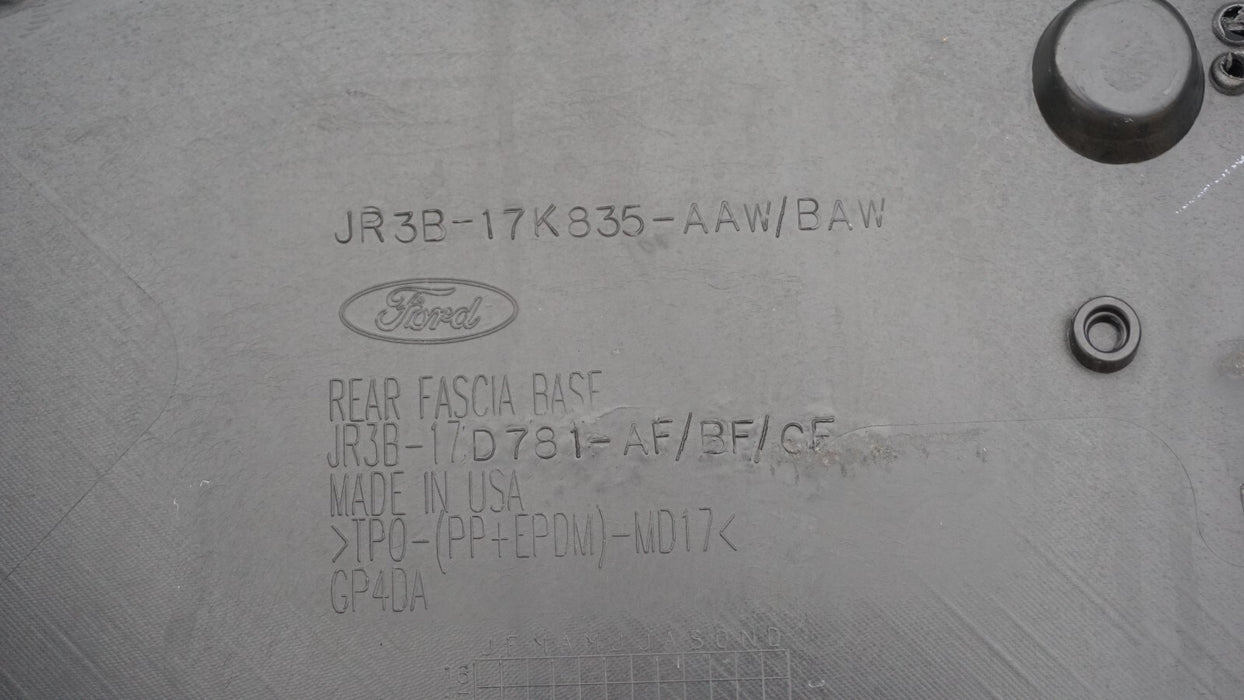 JR3B-17K835-AAW/BAW
Ford
REAR FASCIA BASE
JR3B-17D781-AF/BF/CF
MADE IN USA
>TPO-(PP+EPDM)-MD17<
GP4DA
JFMAMJJASOND